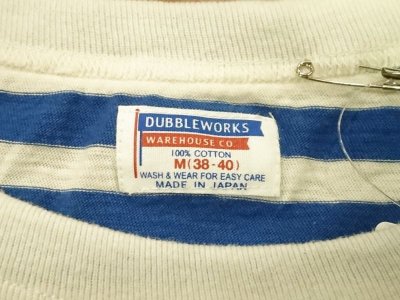 DUBBLEWORKS
WAREHOUSE CO.
100% COTTON
M(38-40)
WASH & WEAR FOR EASY CARE
MADE IN JAPAN